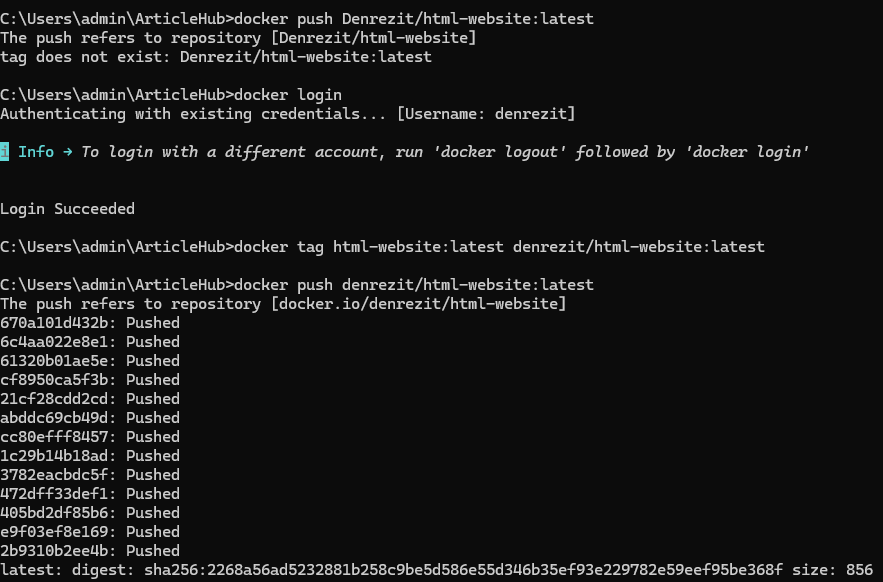 C:\Users\admin\ArticleHub>docker push Denrezit/html-website:latest
The push refers to repository [Denrezit/html-website]
tag does not exist: Denrezit/html-website:latest
C:\Users\admin\ArticleHub>docker login
Authenticating with existing credentials... [Username: denrezit]
i Info → To login with a different account, run 'docker logout' followed by 'docker login'
Login Succeeded
C:\Users\admin\ArticleHub>docker tag html-website:latest denrezit/html-website:latest
C:\Users\admin\ArticleHub>docker push denrezit/html-website:latest
The push refers to repository [docker.io/denrezit/html-website]
670a101d432b: Pushed
6c4aa022e8e1: Pushed
61320b01ae5e: Pushed
cf8950ca5f3b: Pushed
21cf28cdd2cd: Pushed
abddc69cb49d: Pushed
cc80efff8457: Pushed
1c29b14b18ad: Pushed
3782eacbdc5f: Pushed
472dff33def1: Pushed
405bd2df85b6: Pushed
e9f03ef8e169: Pushed
2b9310b2ee4b: Pushed
latest: digest: sha256:2268a56ad5232881b258c9be5d586e55d346b35ef93e229782e59eef95be368f size: 856